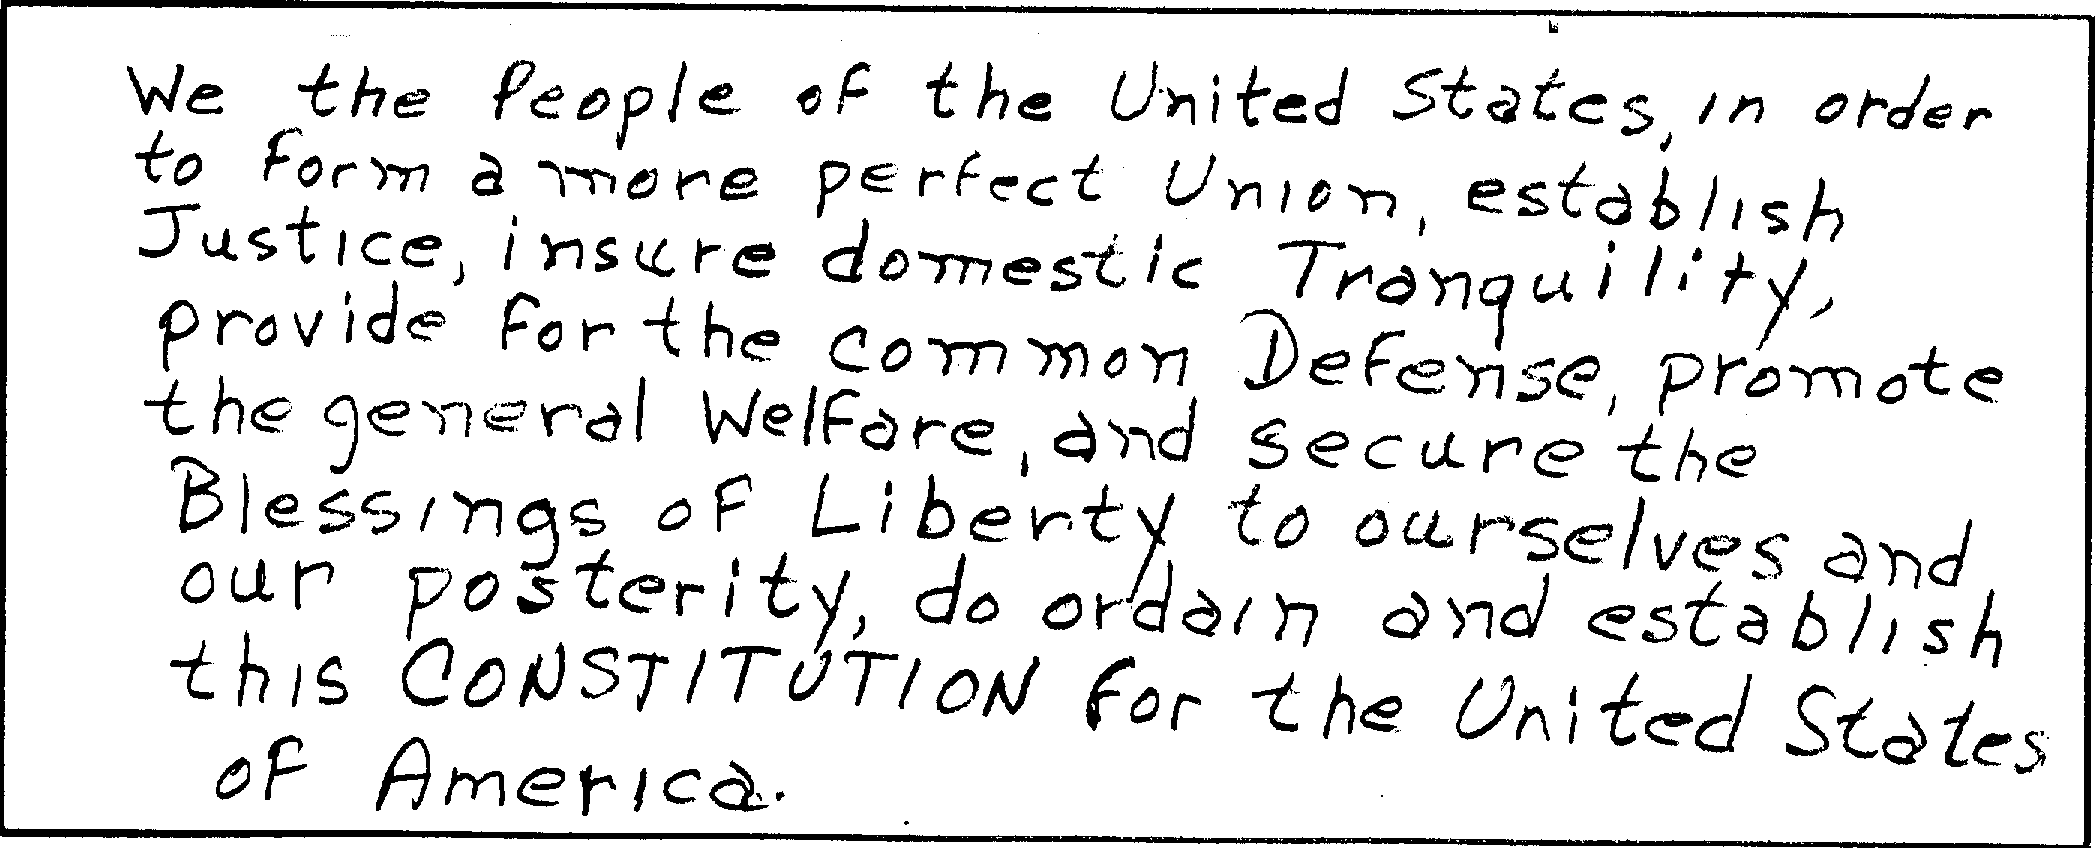 We the People of the United States, in order
to form a more perfect Union, establish
Justice, insure domestic Tranquility,
provide for the common Defense, promote
the general Welfare, and secure the
Blessings of Liberty to ourselves and
our posterity, do ordain and establish
this CONSTITUTION for the United States
of America.